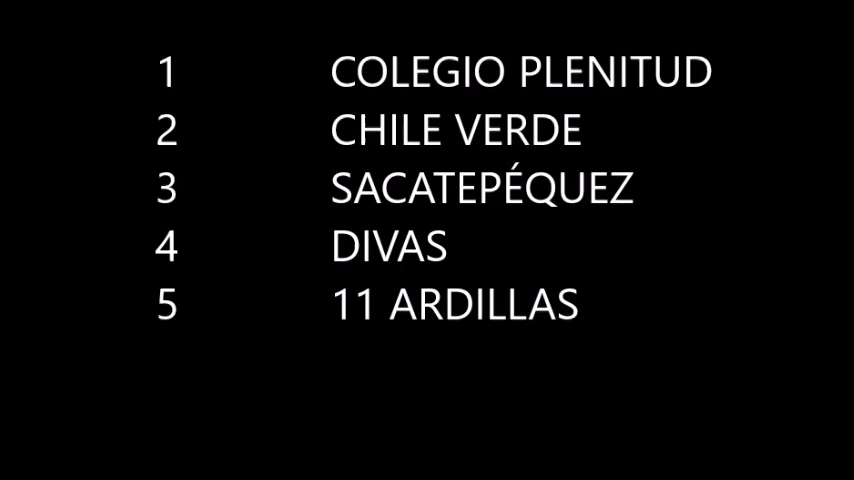 1 COLEGIO PLENITUD
2 CHILE VERDE
3 SACATEPÉQUEZ
4 DIVAS
5 11 ARDILLAS